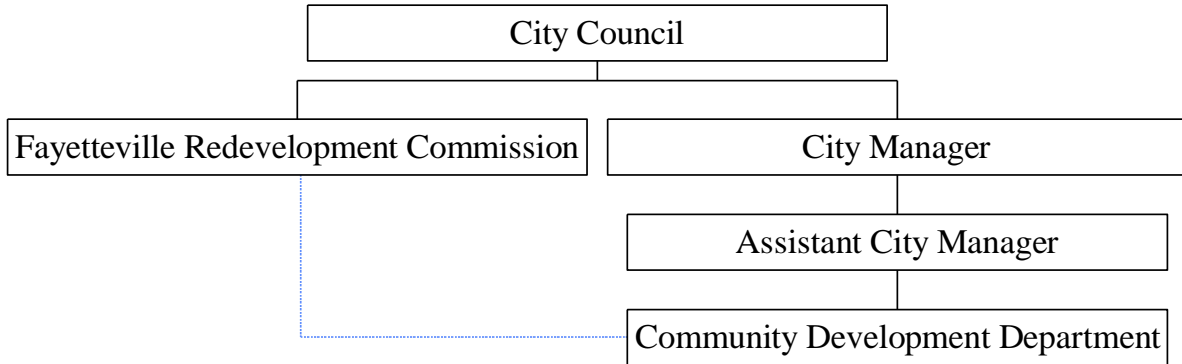 City Council
Fayetteville Redevelopment Commission
City Manager
Assistant City Manager
Community Development Department